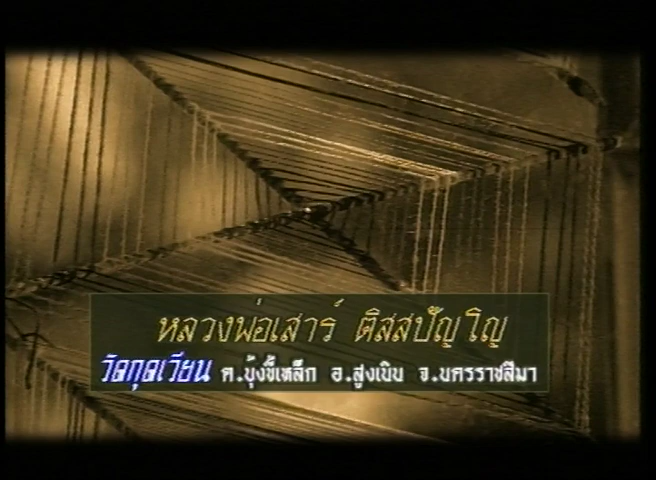 หลวงพ่อเสาร์ ติสสปัญโญ
วัดกุดเวียน ต.บุ้งขี้เหล็ก อ.สูงเนิน จ.นครราชสีมา